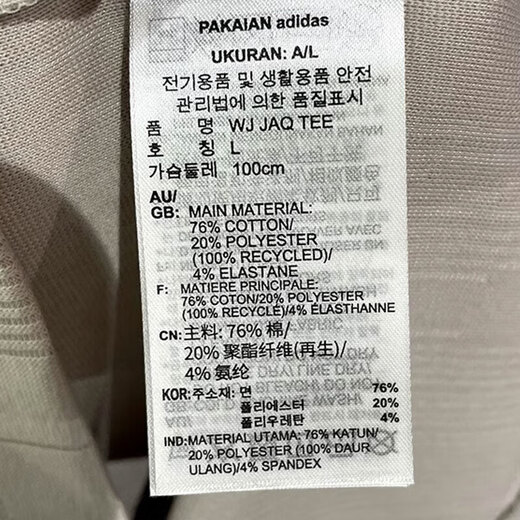 PAKAIAN adidas
UKURAN: A/L
전기용품 및 생활용품 안전
관리법에 의한 품질표시
품 명 WJ JAQ TEE
호 칭 L
가슴둘레 100cm
AU/
GB: MAIN MATERIAL:
76% COTTON/
20% POLYESTER
(100% RECYCLED)/
4% ELASTANE
F: MATIERE PRINCIPALE:
76% COTON/20% POLYESTER
(100% RECYCLÉ)/4% ÉLASTHANNE
CN: 主料: 76% 棉/
20% 聚酯纤维(再生)/
4% 氨纶
KOR: 주소재: 면 76%
폴리에스터 20%
폴리우레탄 4%
IND: MATERIAL UTAMA: 76% KATUN/
20% POLYESTER (100% DAUR
ULANG)/4% SPANDEX